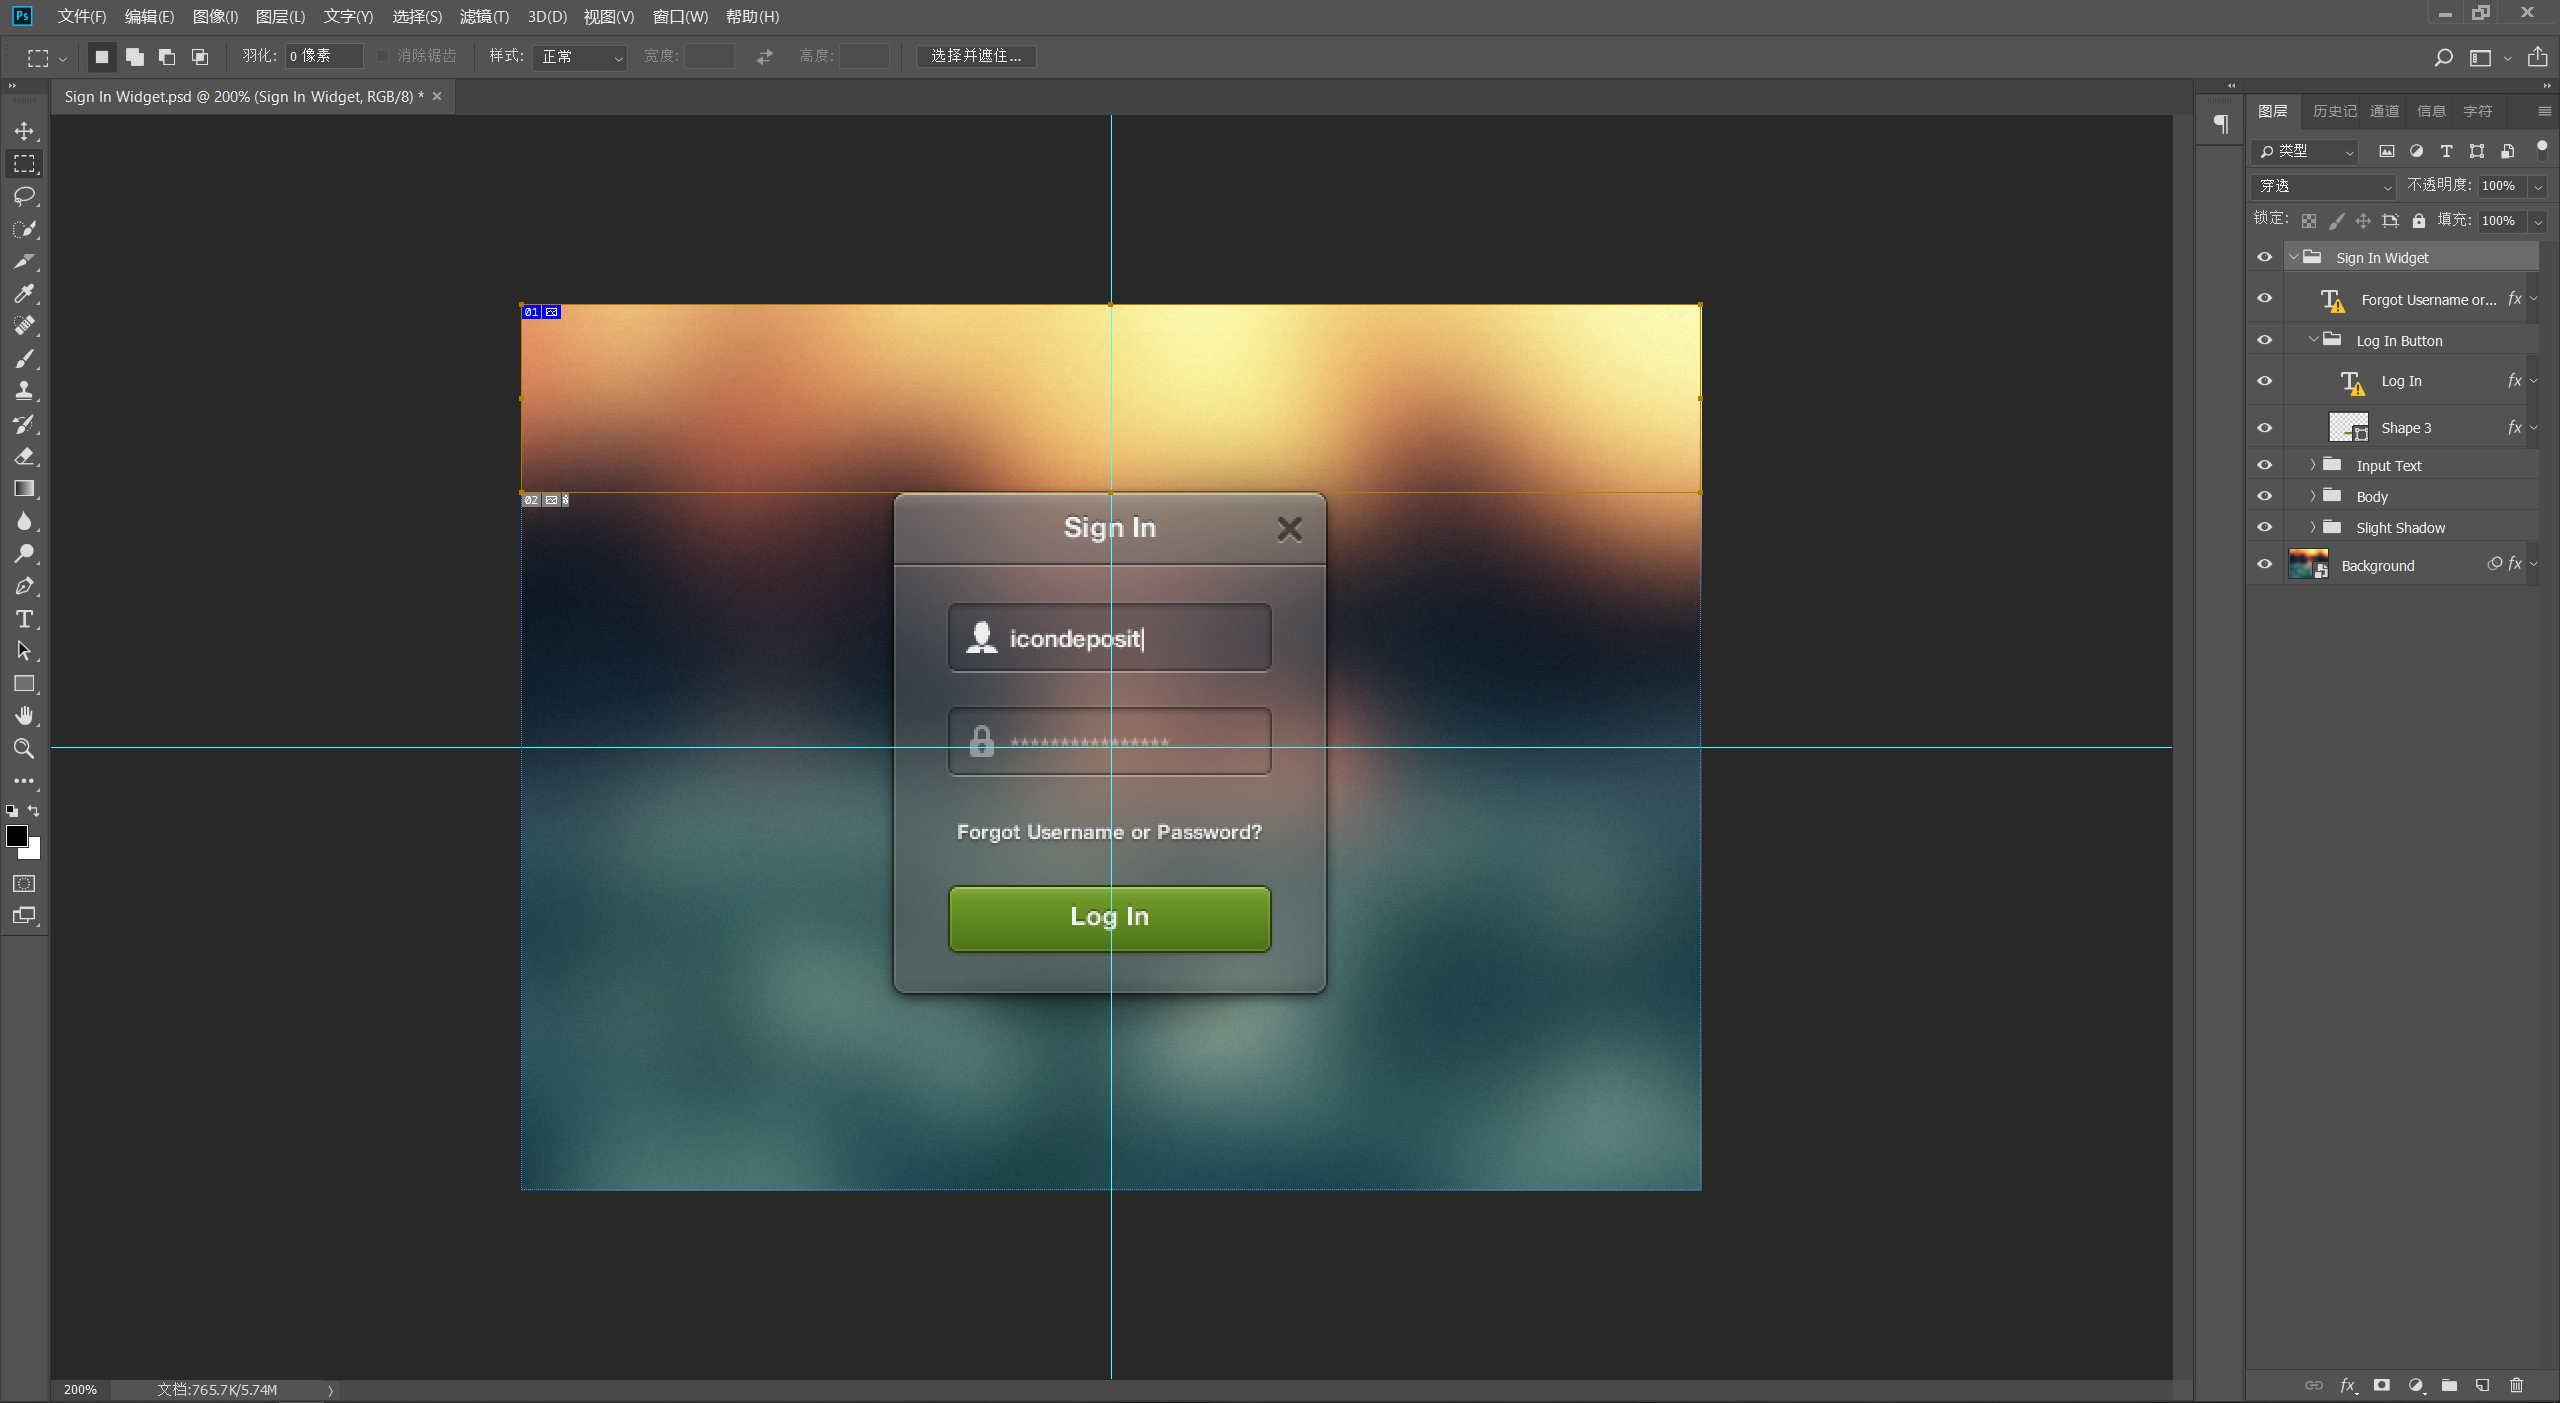 Ps 文件(F) 编辑(E) 图像(I) 图层(L) 文字(Y) 选择(S) 滤镜(T) 3D(D) 视图(V) 窗口(W) 帮助(H)
羽化: 0 像素 消除锯齿 样式: 正常 宽度: 高度: 选择并遮住...
Sign In Widget.psd @ 200% (Sign In Widget, RGB/8) * ×
图层 历史记 通道 信息 字符
类型
穿透 不透明度: 100%
锁定: 填充: 100%
Sign In Widget
Forgot Username or... fx
Log In Button
Log In fx
Shape 3 fx
Input Text
Body
Slight Shadow
Background fx
01
02
Sign In
icondeposit
****************
Forgot Username or Password?
Log In
200% 文档:765.7K/5.74M
fx